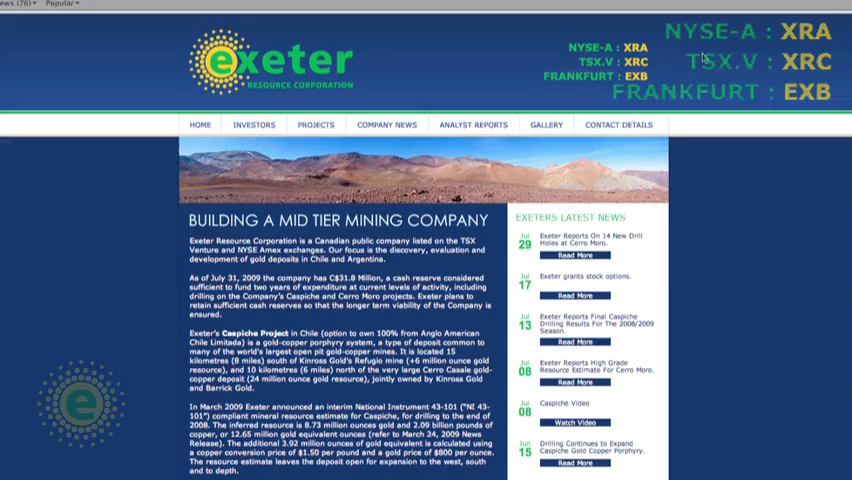 ews (76) Popular
exeter
RESOURCE CORPORATION
NYSE-A : XRA
TSX.V : XRC
FRANKFURT : EXB
NYSE-A : XRA
TSX.V : XRC
FRANKFURT : EXB
HOME INVESTORS PROJECTS COMPANY NEWS ANALYST REPORTS GALLERY CONTACT DETAILS
BUILDING A MID TIER MINING COMPANY
Exeter Resource Corporation is a Canadian public company listed on the TSX
Venture and NYSE Amex exchanges. Our focus is the discovery, evaluation and
development of gold deposits in Chile and Argentina.
As of July 31, 2009 the company has C$31.8 Million, a cash reserve considered
sufficient to fund two years of expenditure at current levels of activity, including
drilling on the Company's Caspiche and Cerro Moro projects. Exeter plans to
retain sufficient cash reserves so that the longer term viability of the Company is
ensured.
Exeter's Caspiche Project in Chile (option to own 100% from Anglo American
Chile Limitada) is a gold-copper porphyry system, a type of deposit common to
many of the world's largest open pit gold-copper mines. It is located 15
kilometres (8 miles) south of Kinross Gold's Refugio mine (+6 million ounce gold
resource), and 10 kilometres (6 miles) north of the very large Cerro Casale gold-
copper deposit (24 million ounce gold resource), jointly owned by Kinross Gold
and Barrick Gold.
In March 2009 Exeter announced an interim National Instrument 43-101 ("NI 43-
101") compliant mineral resource estimate for Caspiche, for drilling to the end of
2008. The inferred resource is 8.73 million ounces gold and 2.09 billion pounds of
copper, or 12.65 million gold equivalent ounces (refer to March 24, 2009 News
Release). The additional 3.92 million ounces of gold equivalent is calculated using
a copper conversion price of $1.50 per pound and a gold price of $800 per ounce.
The resource estimate leaves the deposit open for expansion to the west, south
and to depth.
EXETERS LATEST NEWS
Jul 29 Exeter Reports On 14 New Drill
Holes at Cerro Moro.
Read More
Jul 17 Exeter grants stock options.
Read More
Jul 13 Exeter Reports Final Caspiche
Drilling Results For The 2008/2009
Season.
Read More
Jul 08 Exeter Reports High Grade
Resource Estimate For Cerro Moro.
Read More
Jul 08 Caspiche Video
Watch Video
Jun 15 Drilling Continues to Expand
Caspiche Gold Copper Porphyry.
Read More
e